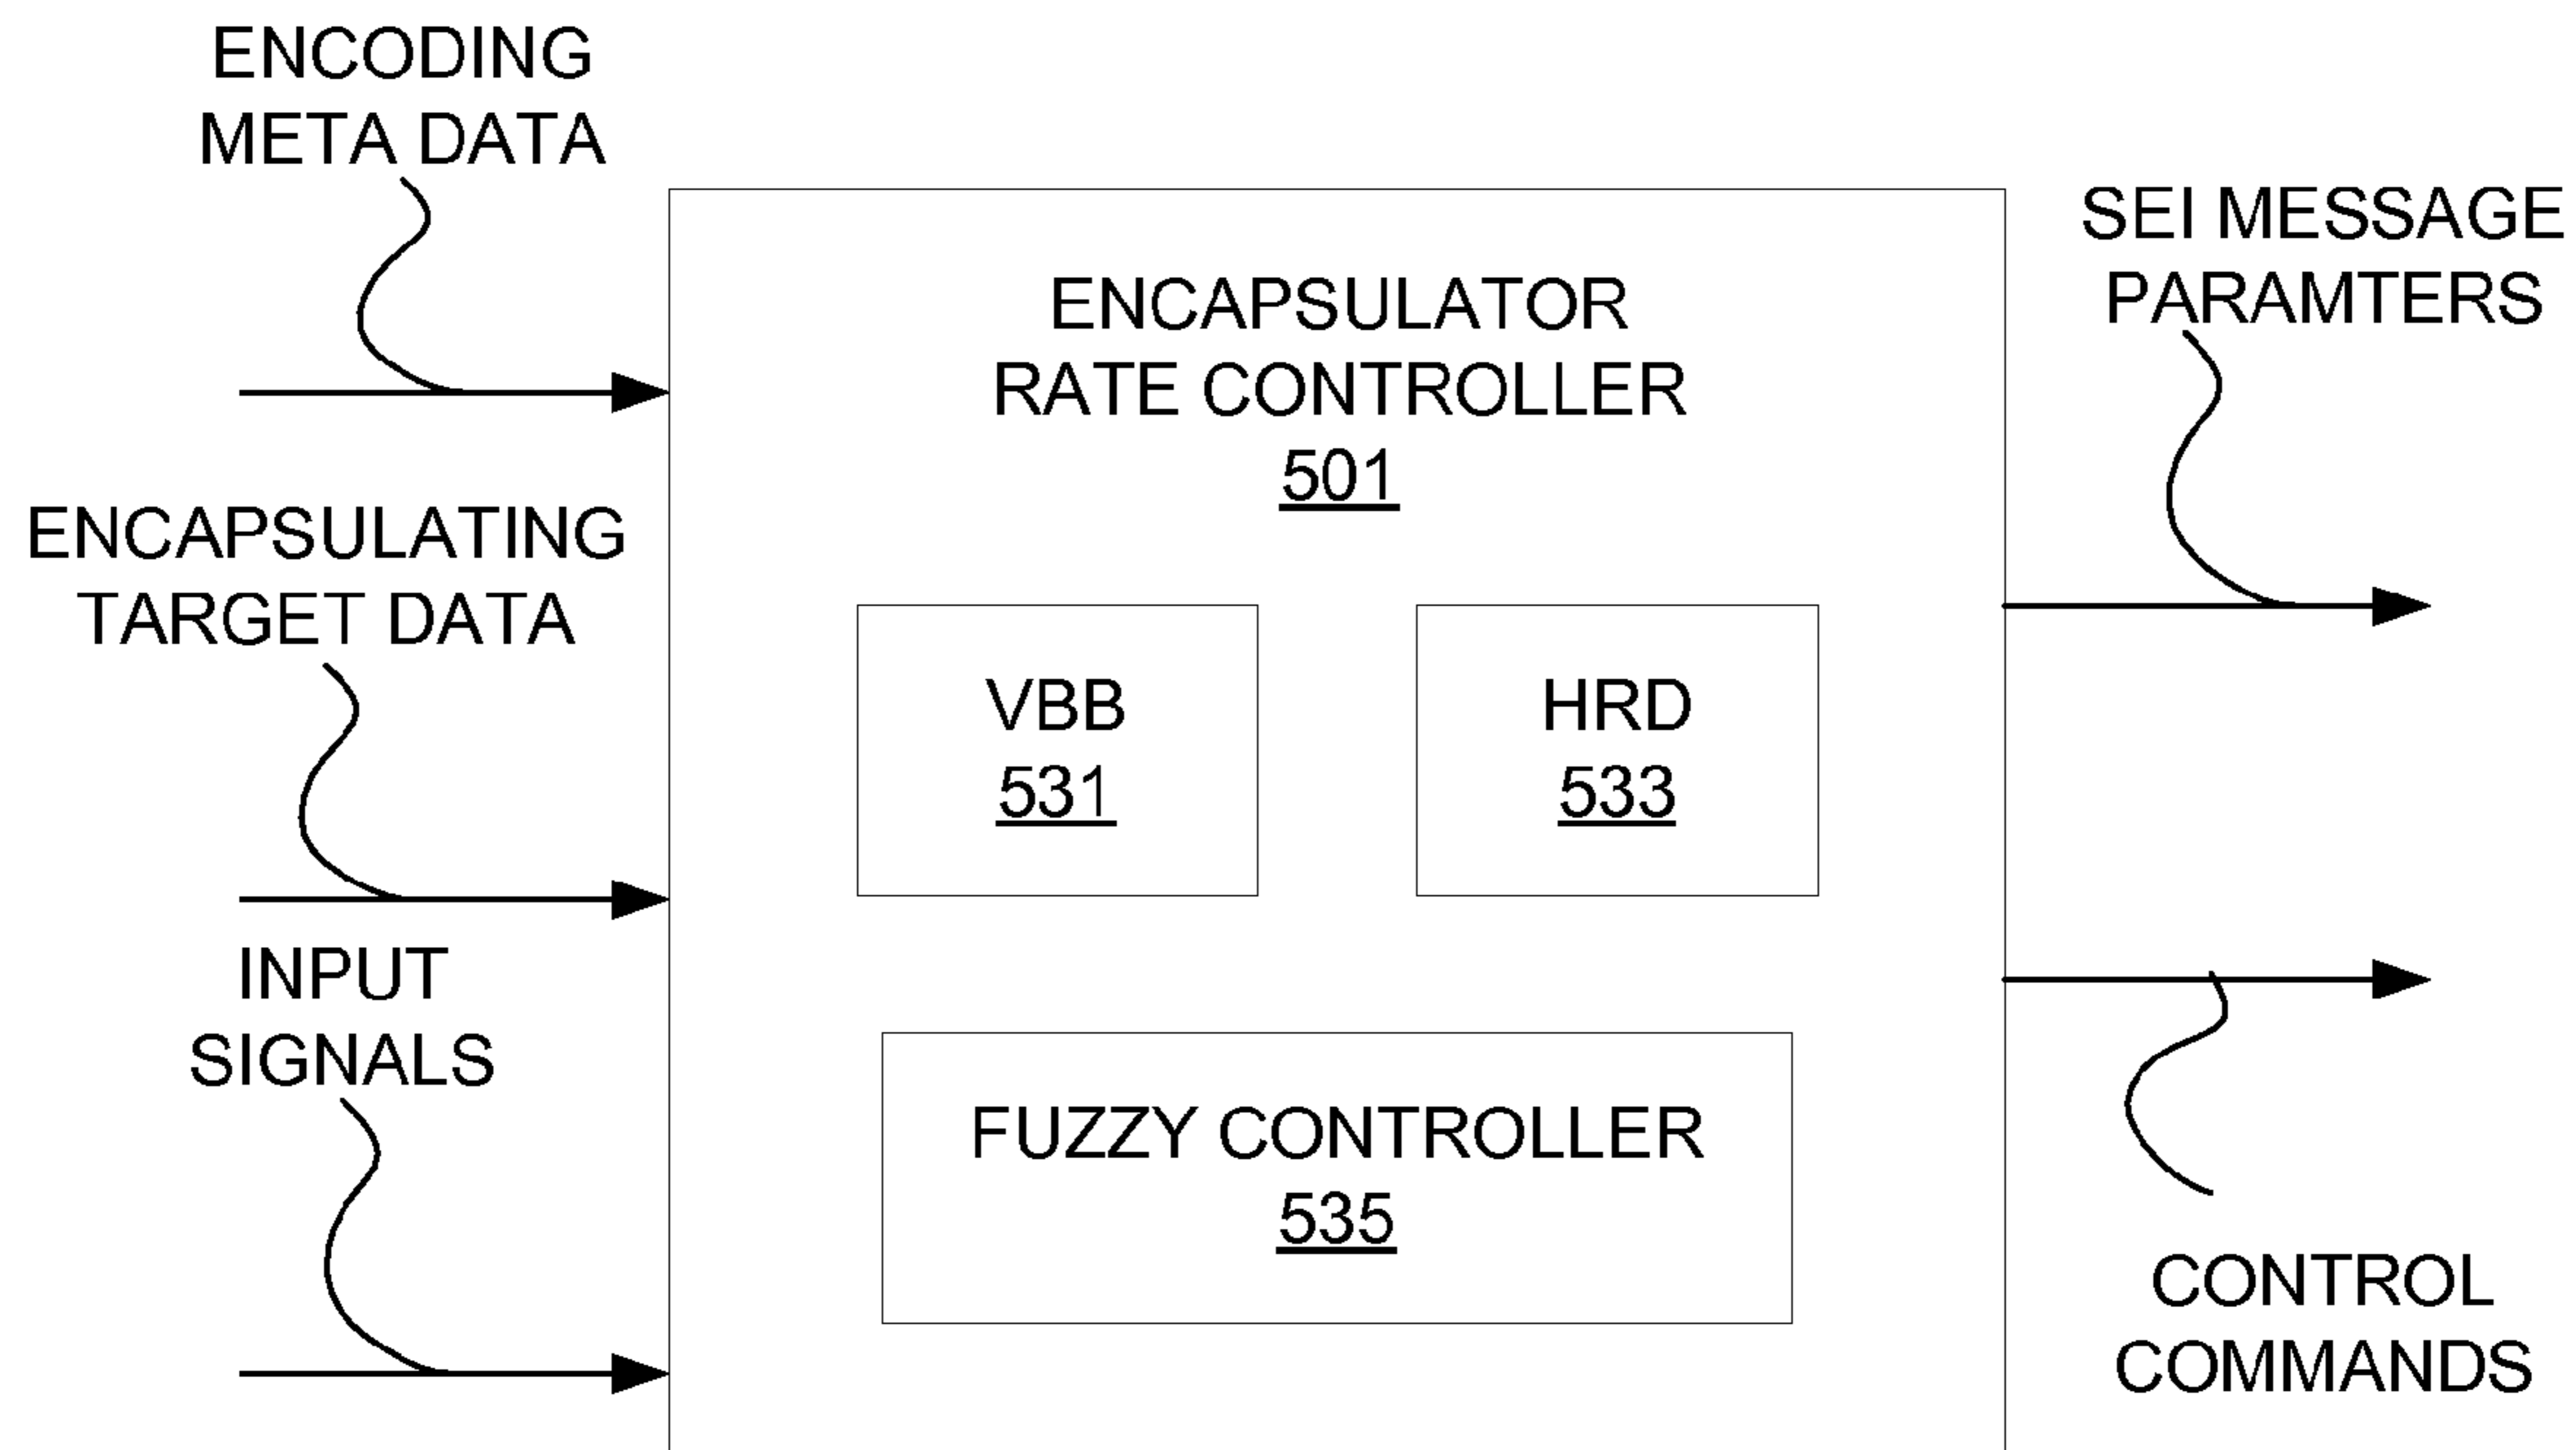 ENCODING
META DATA
ENCAPSULATING
TARGET DATA
INPUT
SIGNALS
ENCAPSULATOR
RATE CONTROLLER
501
VBB
531
HRD
533
FUZZY CONTROLLER
535
SEI MESSAGE
PARAMTERS
CONTROL
COMMANDS